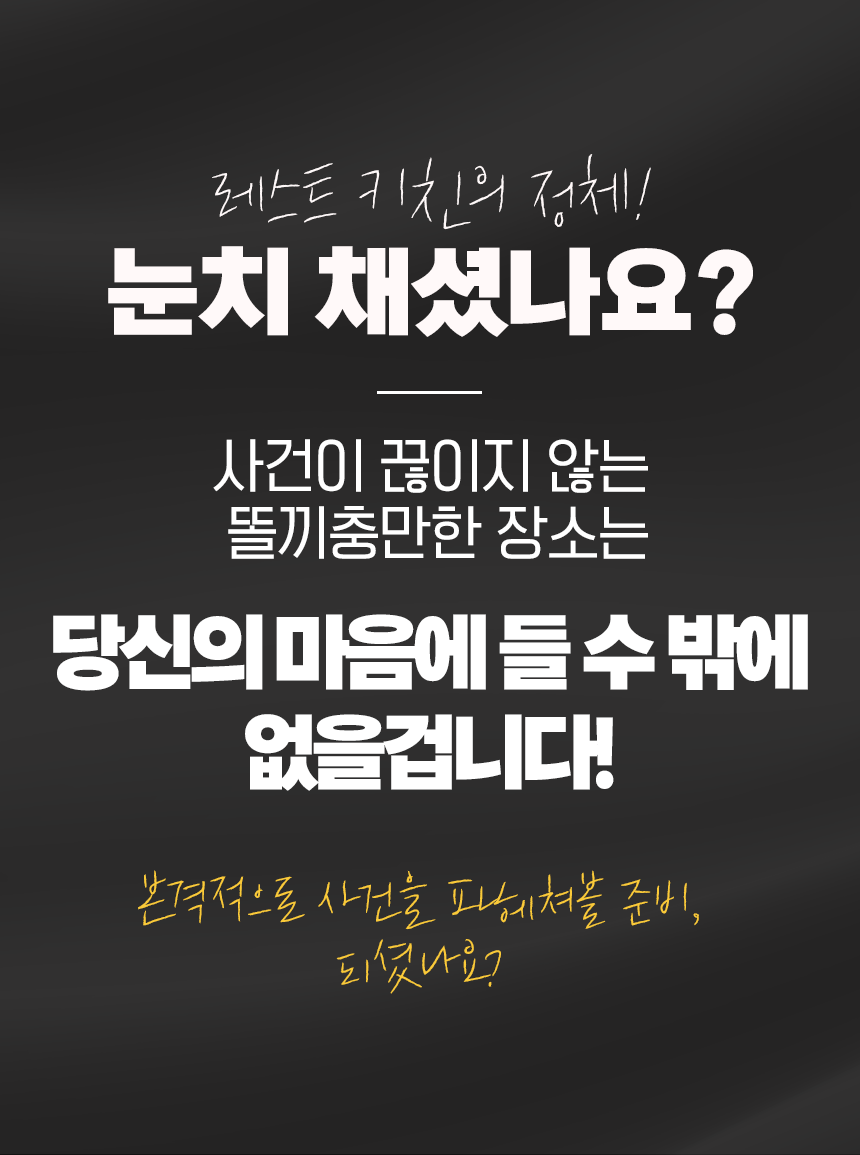 레스트 키친의 정체!
눈치 채셨나요?
사건이 끊이지 않는
똘끼충만한 장소는
당신의 마음에 들 수 밖에
없을겁니다!
본격적으로 사건을 파헤쳐볼 준비,
되셨나요?